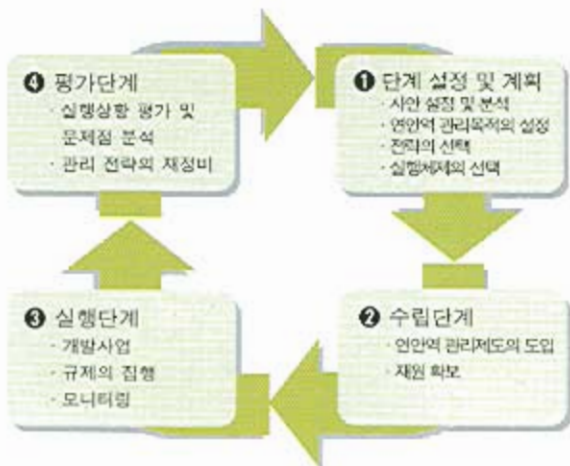 ❶ 단계 설정 및 계획
· 사안 설정 및 분석
· 연안역 관리목적의 설정
· 전략의 선택
· 실행체제의 선택
❷ 수립단계
· 연안역 관리제도의 도입
· 재원 확보
❸ 실행단계
· 개발사업
· 규제의 집행
· 모니터링
❹ 평가단계
· 실행상황 평가 및
문제점 분석
· 관리 전략의 재정비